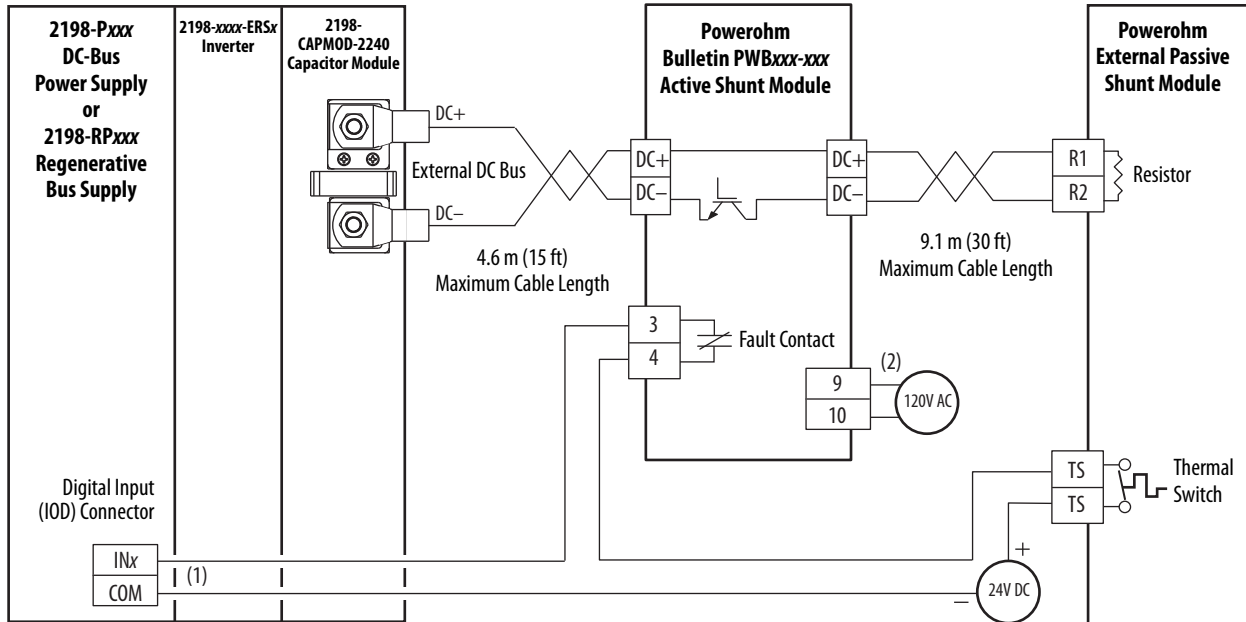 2198-Pxxx
DC-Bus
Power Supply
or
2198-RPxxx
Regenerative
Bus Supply
2198-xxxx-ERSx
Inverter
2198-
CAPMOD-2240
Capacitor Module
Powerohm
Bulletin PWBxxx-xxx
Active Shunt Module
Powerohm
External Passive
Shunt Module
DC+
External DC Bus
DC−
4.6 m (15 ft)
Maximum Cable Length
DC+
DC−
DC+
DC−
9.1 m (30 ft)
Maximum Cable Length
R1
R2
Resistor
3
4
Fault Contact
9
10
(2)
120V AC
TS
TS
Thermal
Switch
Digital Input
(IOD) Connector
INx
COM
(1)
+
−
24V DC